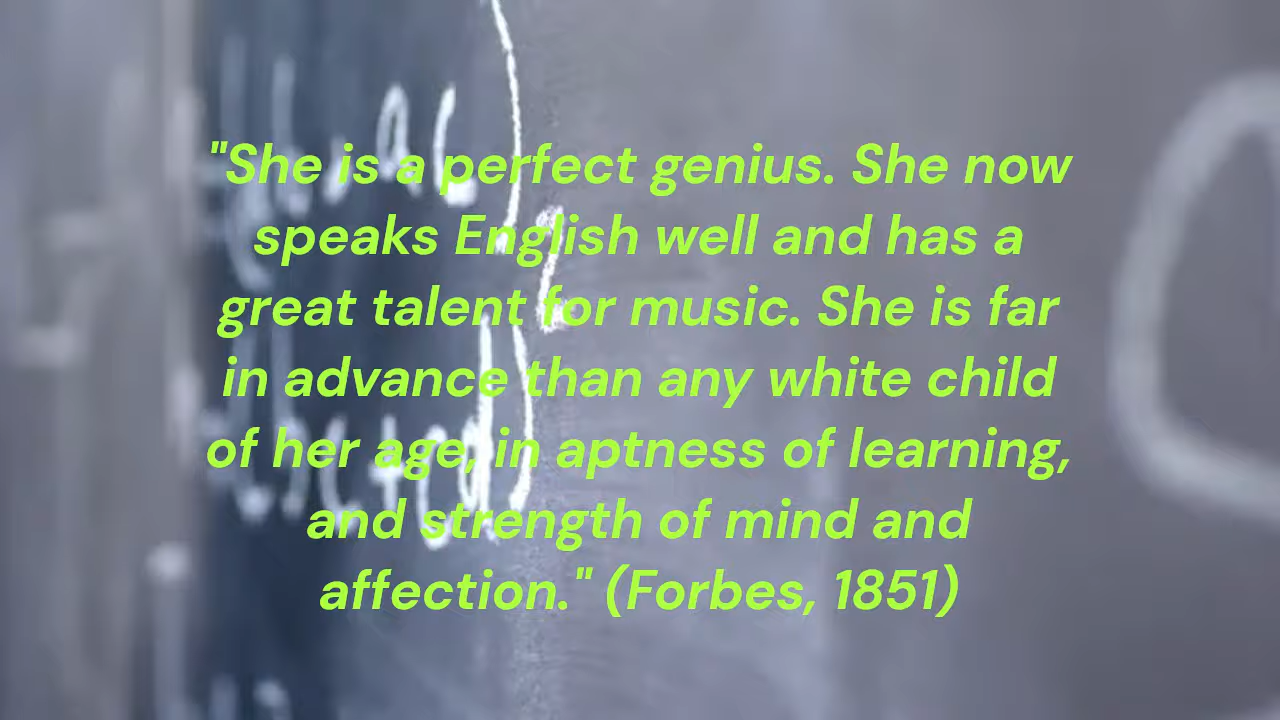 "She is a perfect genius. She now
speaks English well and has a
great talent for music. She is far
in advance than any white child
of her age, in aptness of learning,
and strength of mind and
affection." (Forbes, 1851)